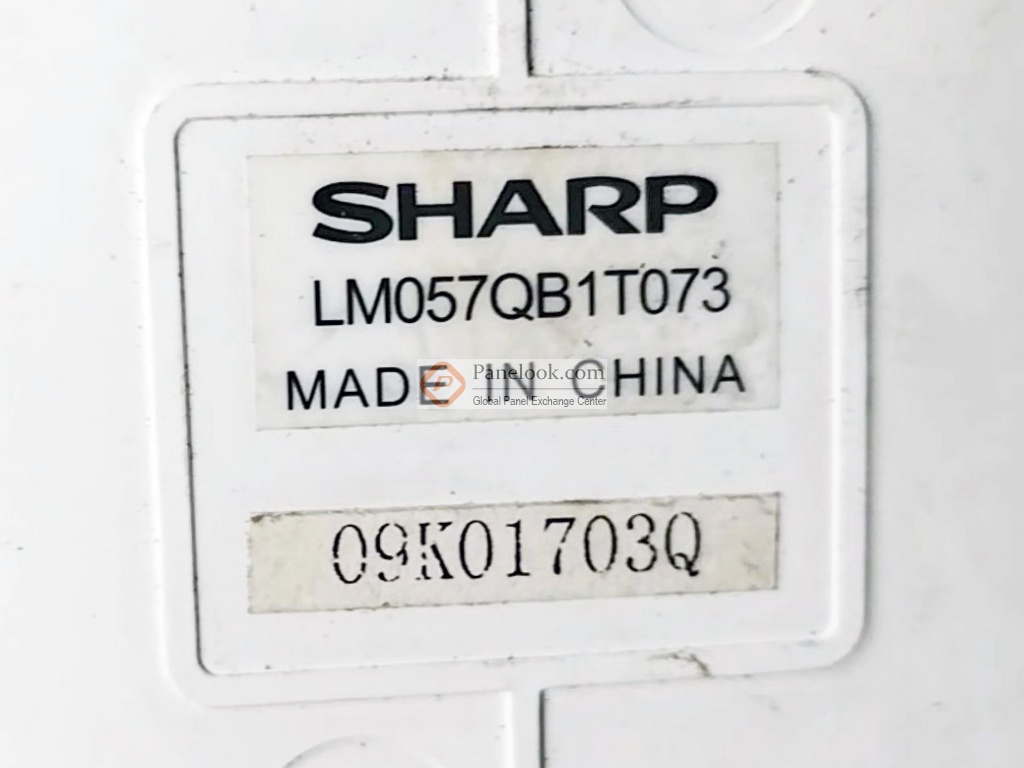 SHARP
LM057QB1T073
MADE IN CHINA
Panelook.com
Global Panel Exchange Center
09K01703Q